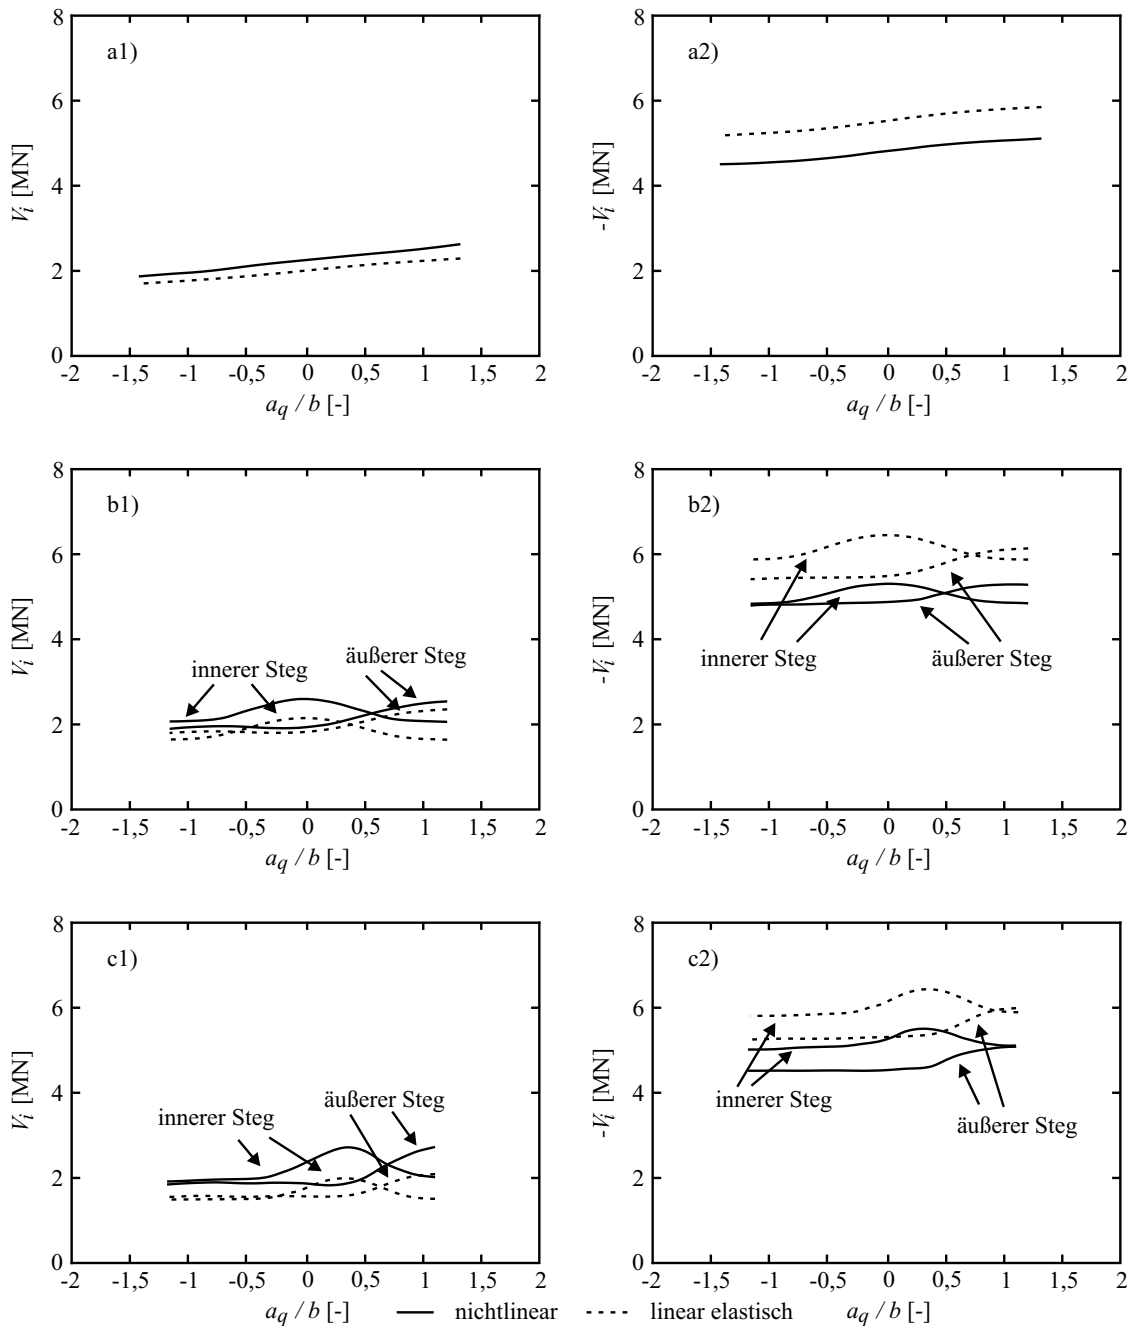 8
6
4
2
0
V_i [MN]
a1)
-2 -1,5 -1 -0,5 0 0,5 1 1,5 2
a_q / b [-]
8
6
4
2
0
-V_i [MN]
a2)
-2 -1,5 -1 -0,5 0 0,5 1 1,5 2
a_q / b [-]
8
6
4
2
0
V_i [MN]
b1)
innerer Steg
äußerer Steg
-2 -1,5 -1 -0,5 0 0,5 1 1,5 2
a_q / b [-]
8
6
4
2
0
-V_i [MN]
b2)
innerer Steg
äußerer Steg
-2 -1,5 -1 -0,5 0 0,5 1 1,5 2
a_q / b [-]
8
6
4
2
0
V_i [MN]
c1)
innerer Steg
äußerer Steg
-2 -1,5 -1 -0,5 0 0,5 1 1,5 2
a_q / b [-]
8
6
4
2
0
-V_i [MN]
c2)
innerer Steg
äußerer Steg
-2 -1,5 -1 -0,5 0 0,5 1 1,5 2
a_q / b [-]
nichtlinear
linear elastisch